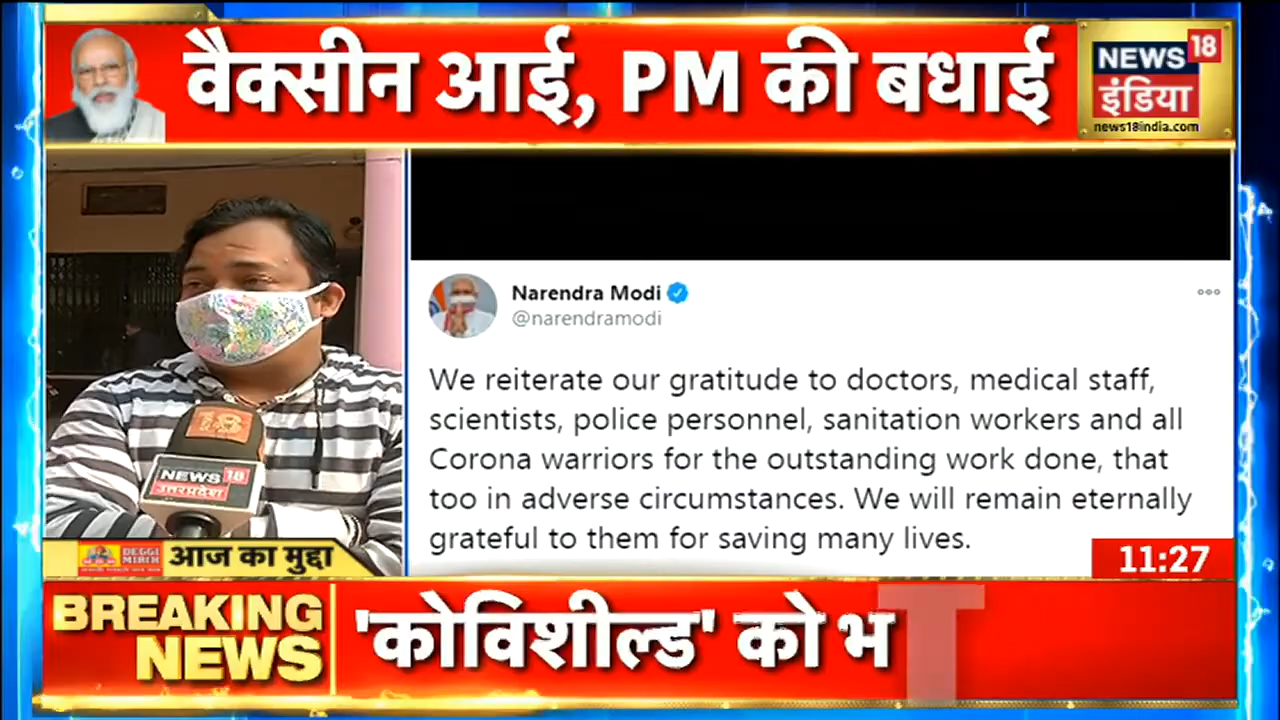 वैक्सीन आई, PM की बधाई
NEWS 18
इंडिया
news18india.com
Narendra Modi
@narendramodi
We reiterate our gratitude to doctors, medical staff,
scientists, police personnel, sanitation workers and all
Corona warriors for the outstanding work done, that
too in adverse circumstances. We will remain eternally
grateful to them for saving many lives.
18
NEWS 18
उत्तरप्रदेश
DEGGI
MIRCH
आज का मुद्दा
11:27
BREAKING
NEWS
'कोविशील्ड' को भ